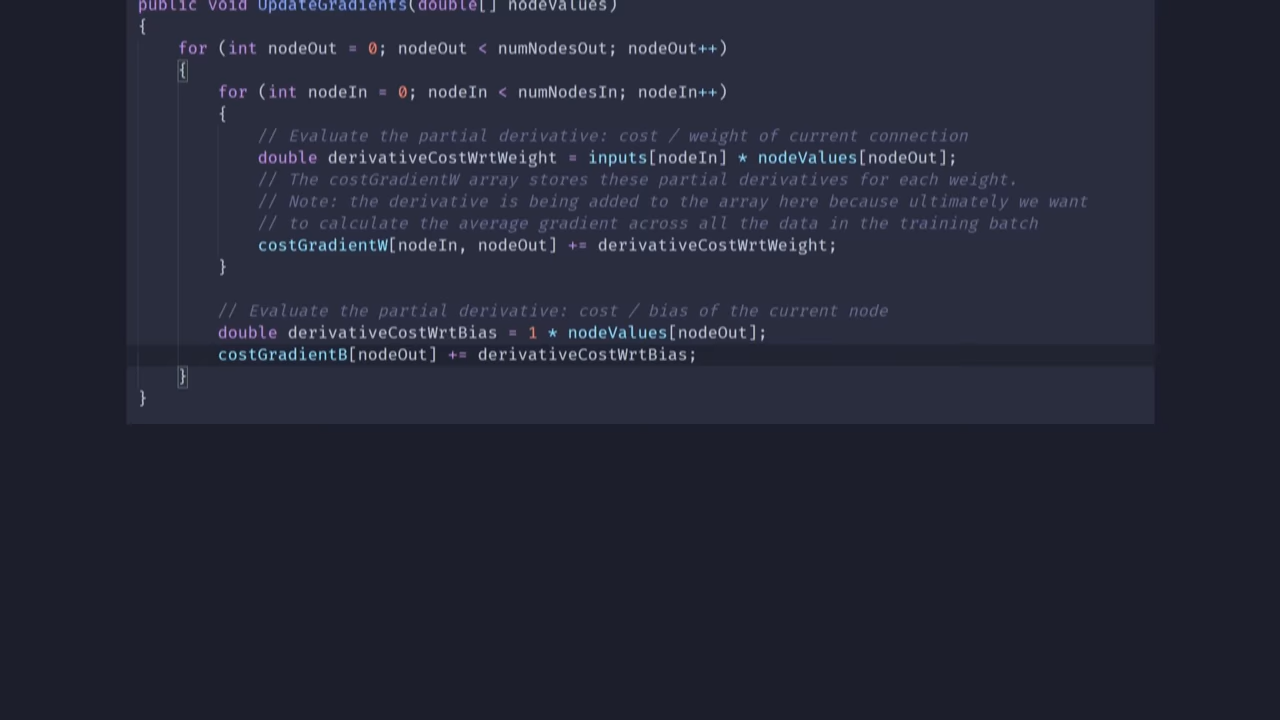 public void UpdateGradients(double[] nodeValues)
{
for (int nodeOut = 0; nodeOut < numNodesOut; nodeOut++)
{
for (int nodeIn = 0; nodeIn < numNodesIn; nodeIn++)
{
// Evaluate the partial derivative: cost / weight of current connection
double derivativeCostWrtWeight = inputs[nodeIn] * nodeValues[nodeOut];
// The costGradientW array stores these partial derivatives for each weight.
// Note: the derivative is being added to the array here because ultimately we want
// to calculate the average gradient across all the data in the training batch
costGradientW[nodeIn, nodeOut] += derivativeCostWrtWeight;
}
// Evaluate the partial derivative: cost / bias of the current node
double derivativeCostWrtBias = 1 * nodeValues[nodeOut];
costGradientB[nodeOut] += derivativeCostWrtBias;
}
}